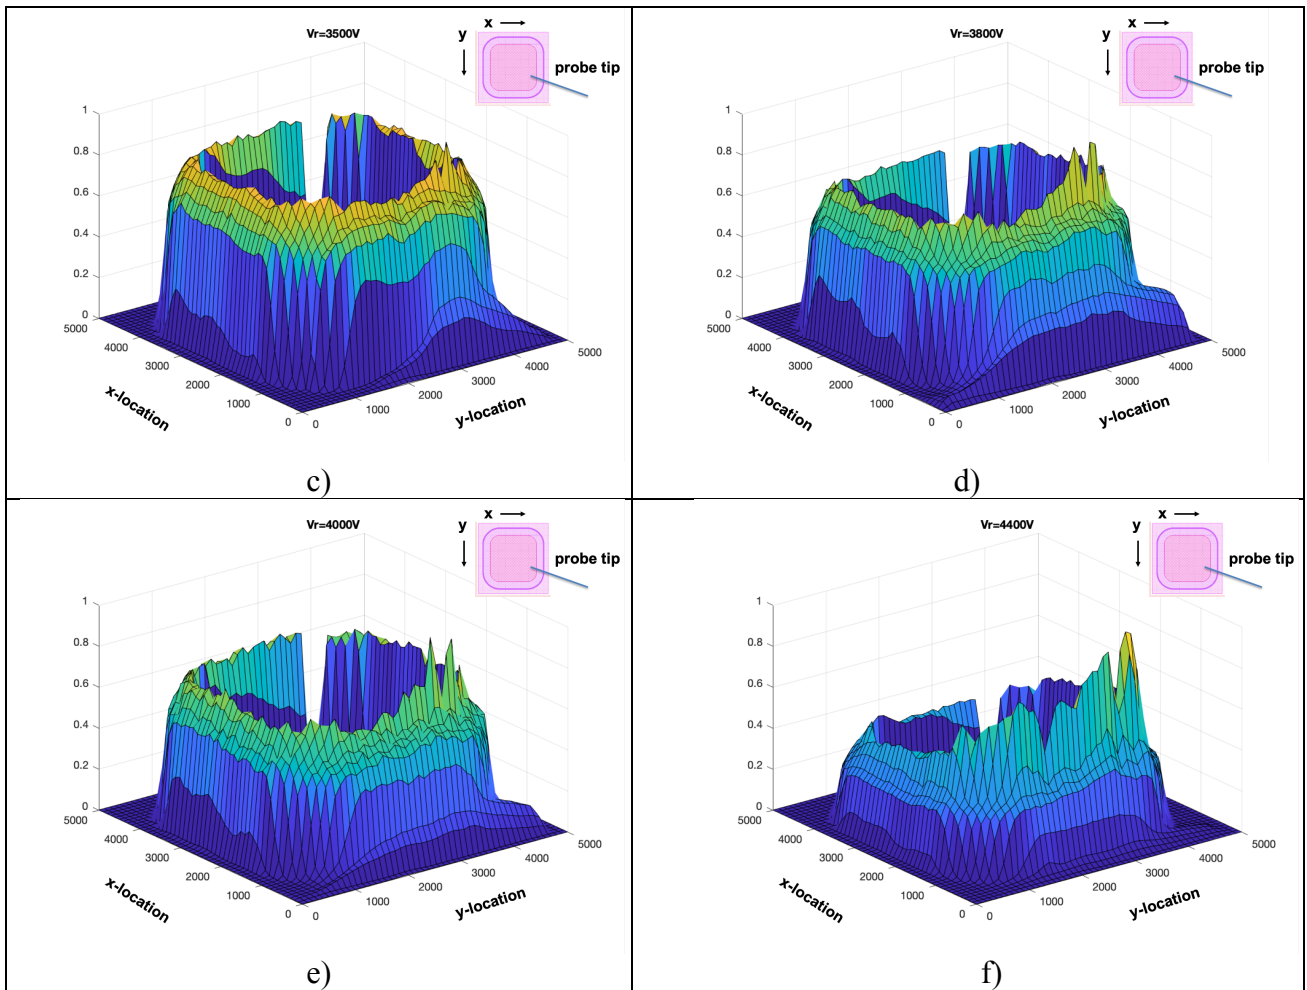 Vr=3500V
x
y
probe tip
1
0.8
0.6
0.4
0.2
0
5000
4000
3000
2000
1000
0
0
1000
2000
3000
4000
5000
x-location
y-location
c)
Vr=3800V
x
y
probe tip
1
0.8
0.6
0.4
0.2
0
5000
4000
3000
2000
1000
0
0
1000
2000
3000
4000
5000
x-location
y-location
d)
Vr=4000V
x
y
probe tip
1
0.8
0.6
0.4
0.2
0
5000
4000
3000
2000
1000
0
0
1000
2000
3000
4000
5000
x-location
y-location
e)
Vr=4400V
x
y
probe tip
1
0.8
0.6
0.4
0.2
0
5000
4000
3000
2000
1000
0
0
1000
2000
3000
4000
5000
x-location
y-location
f)